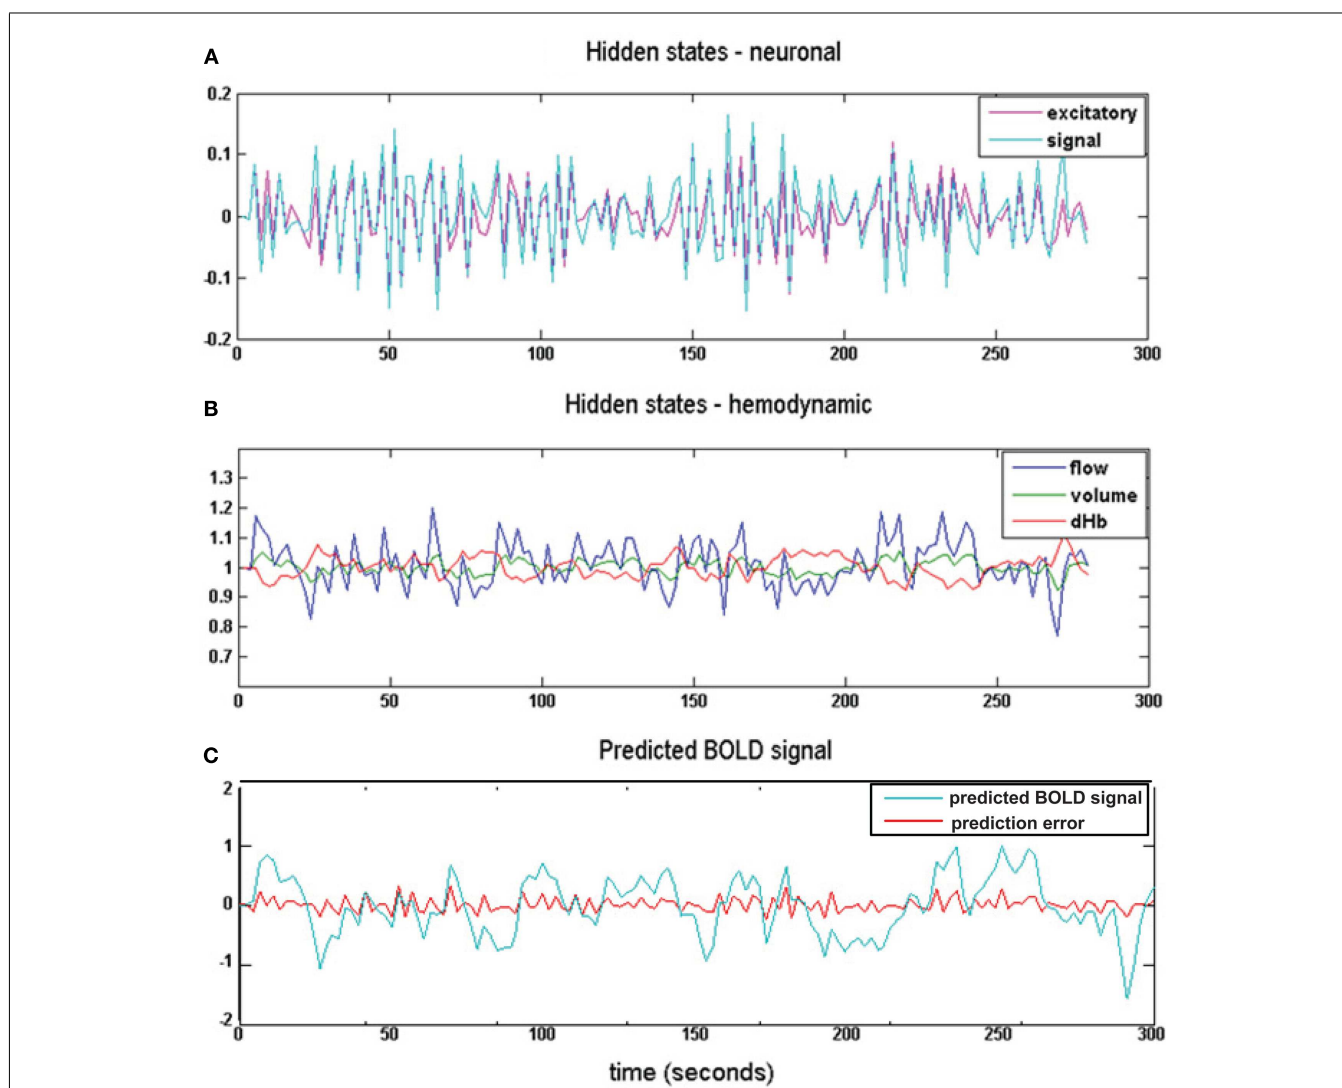 A
Hidden states - neuronal
0.2
0.1
0
-0.1
-0.2
excitatory
signal
0 50 100 150 200 250 300
B
Hidden states - hemodynamic
1.3
1.2
1.1
1
0.9
0.8
0.7
flow
volume
dHb
0 50 100 150 200 250 300
C
Predicted BOLD signal
2
1
0
-1
-2
predicted BOLD signal
prediction error
0 50 100 150 200 250 300
time (seconds)